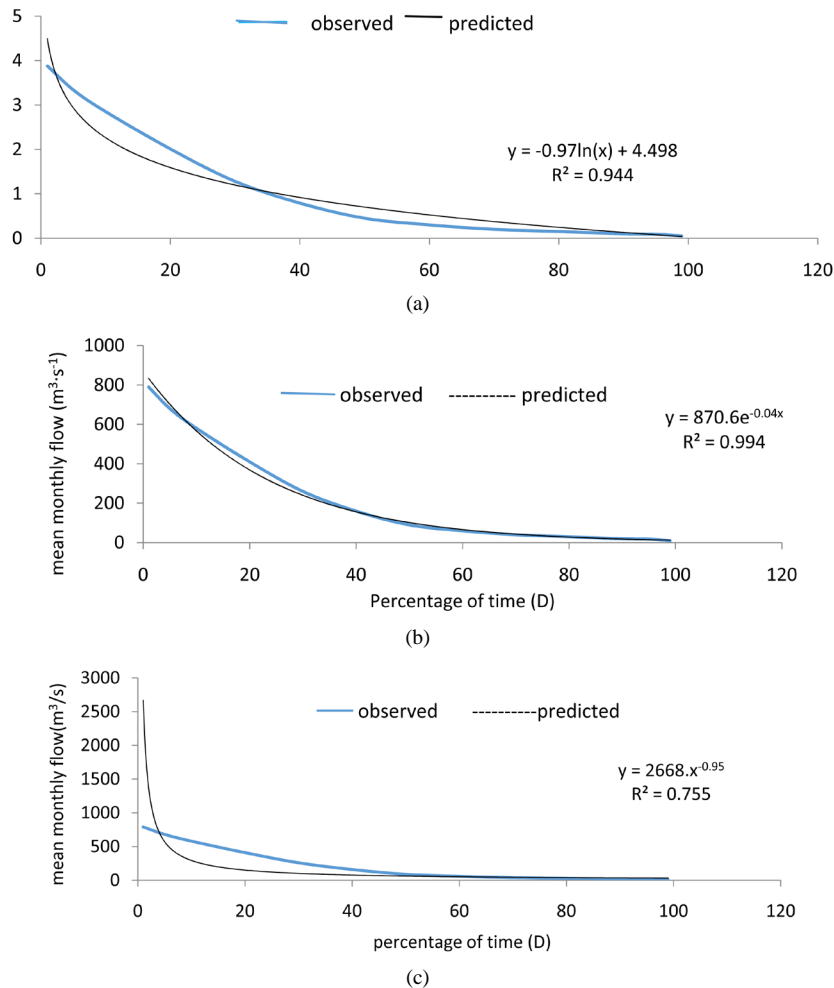 observed predicted
5
4
3
2
1
0
y = -0.97ln(x) + 4.498
R² = 0.944
0 20 40 60 80 100 120
(a)
mean monthly flow (m³·s⁻¹)
1000
800
600
400
200
0
observed predicted
y = 870.6e^-0.04x
R² = 0.994
0 20 40 60 80 100 120
Percentage of time (D)
(b)
mean monthly flow(m³/s)
3000
2500
2000
1500
1000
500
0
observed predicted
y = 2668.x^-0.95
R² = 0.755
0 20 40 60 80 100 120
percentage of time (D)
(c)